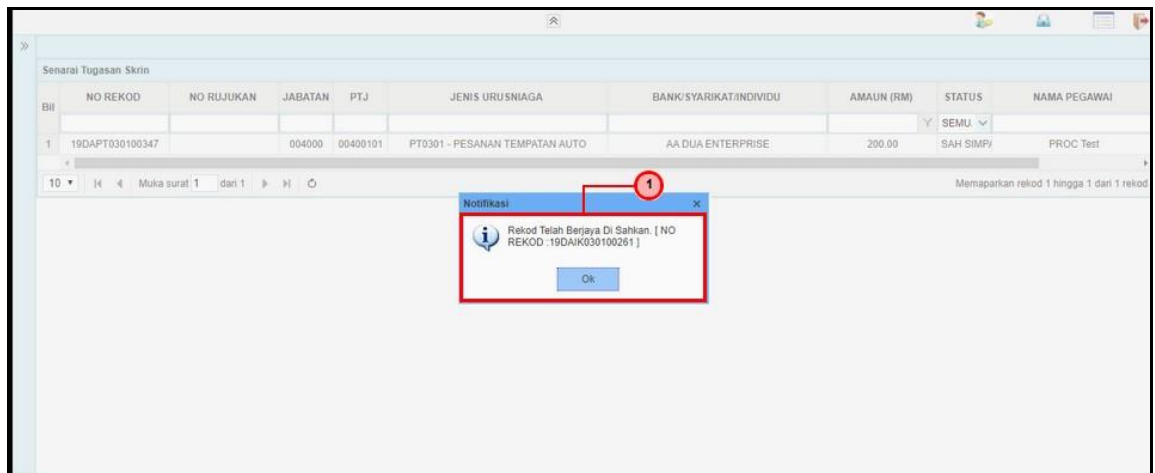 Senarai Tugasan Skrin
Bil NO REKOD NO RUJUKAN JABATAN PTJ JENIS URUSNIAGA BANK/SYARIKAT/INDIVIDU AMAUN (RM) STATUS NAMA PEGAWAI
SEMU
1 19DAPT030100347 004000 00400101 PT0301 - PESANAN TEMPATAN AUTO AA DUA ENTERPRISE 200.00 SAH SIMP/ PROC Test
10 Muka surat 1 dari 1 Memaparkan rekod 1 hingga 1 dari 1 rekod
1
Notifikasi
Rekod Telah Berjaya Di Sahkan. [ NO
REKOD :19DAIK030100261 ]
Ok